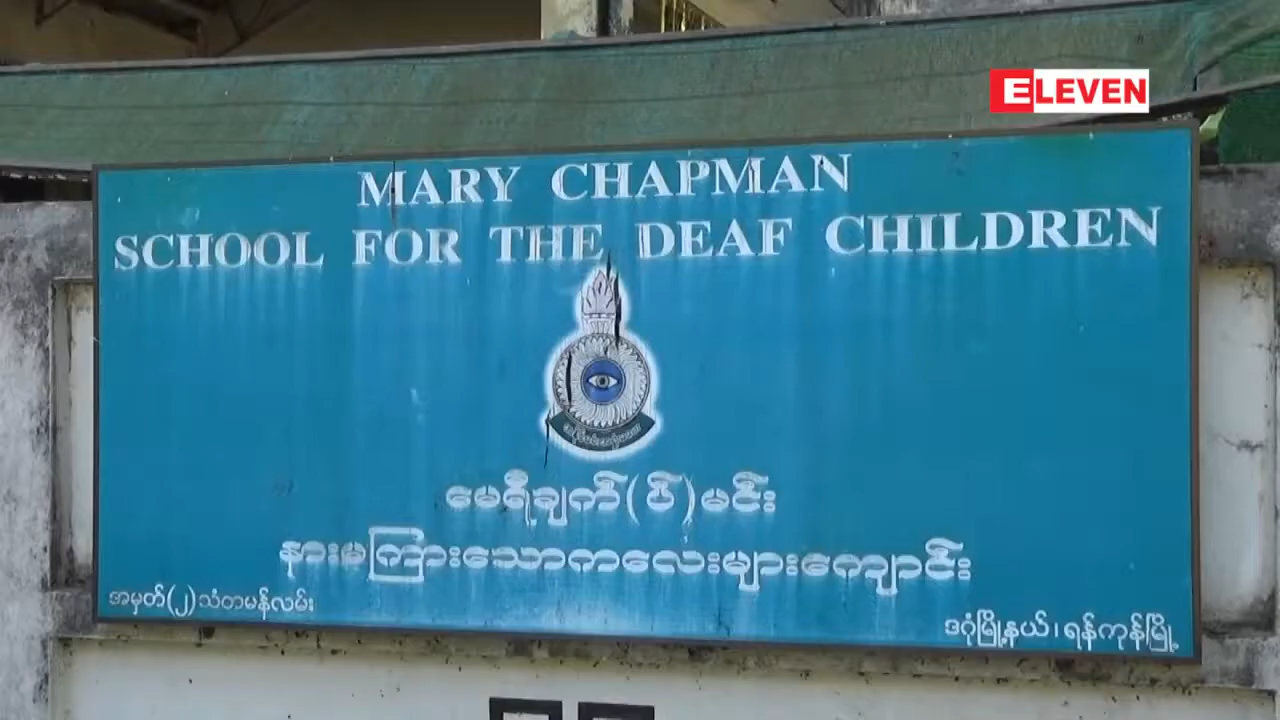 ELEVEN
MARY CHAPMAN
SCHOOL FOR THE DEAF CHILDREN
မေရီချက်(ပ်)မင်း
နားမကြားသောကလေးများကျောင်း
အမှတ်(၂)သံတမန်လမ်း
ဒဂုံမြို့နယ်၊ရန်ကုန်မြို့